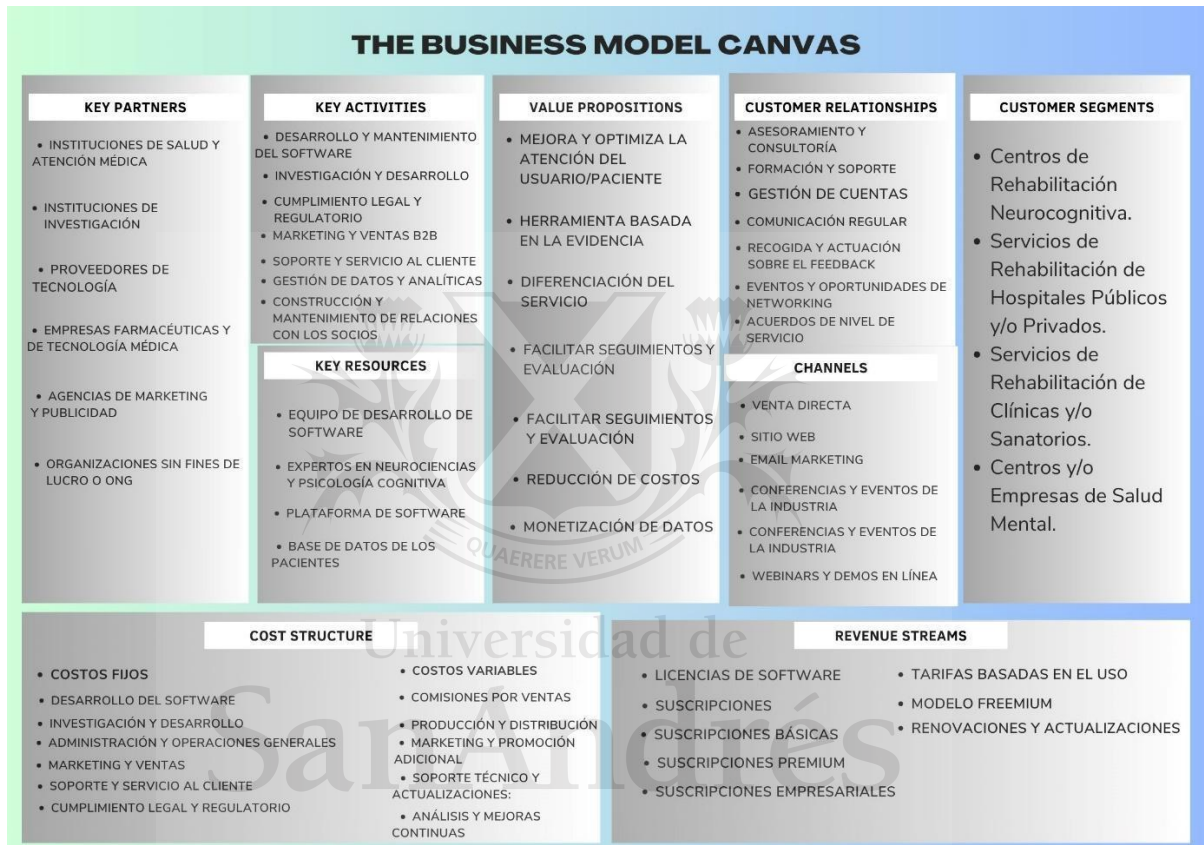 THE BUSINESS MODEL CANVAS
KEY PARTNERS
• INSTITUCIONES DE SALUD Y
ATENCIÓN MÉDICA
• INSTITUCIONES DE
INVESTIGACIÓN
• PROVEEDORES DE
TECNOLOGÍA
• EMPRESAS FARMACÉUTICAS Y
DE TECNOLOGÍA MÉDICA
• AGENCIAS DE MARKETING
Y PUBLICIDAD
• ORGANIZACIONES SIN FINES DE
LUCRO O ONG
KEY ACTIVITIES
• DESARROLLO Y MANTENIMIENTO
DEL SOFTWARE
• INVESTIGACIÓN Y DESARROLLO
• CUMPLIMIENTO LEGAL Y
REGULATORIO
• MARKETING Y VENTAS B2B
• SOPORTE Y SERVICIO AL CLIENTE
• GESTIÓN DE DATOS Y ANALÍTICAS
• CONSTRUCCIÓN Y
MANTENIMIENTO DE RELACIONES
CON LOS SOCIOS
KEY RESOURCES
• EQUIPO DE DESARROLLO DE
SOFTWARE
• EXPERTOS EN NEUROCIENCIAS
Y PSICOLOGÍA COGNITIVA
• PLATAFORMA DE SOFTWARE
• BASE DE DATOS DE LOS
PACIENTES
VALUE PROPOSITIONS
• MEJORA Y OPTIMIZA LA
ATENCIÓN DEL
USUARIO/PACIENTE
• HERRAMIENTA BASADA
EN LA EVIDENCIA
• DIFERENCIACIÓN DEL
SERVICIO
• FACILITAR SEGUIMIENTOS Y
EVALUACIÓN
• FACILITAR SEGUIMIENTOS
Y EVALUACIÓN
• REDUCCIÓN DE COSTOS
• MONETIZACIÓN DE DATOS
CUSTOMER RELATIONSHIPS
• ASESORAMIENTO Y
CONSULTORÍA
• FORMACIÓN Y SOPORTE
• GESTIÓN DE CUENTAS
• COMUNICACIÓN REGULAR
• RECOGIDA Y ACTUACIÓN
SOBRE EL FEEDBACK
• EVENTOS Y OPORTUNIDADES DE
NETWORKING
• ACUERDOS DE NIVEL DE
SERVICIO
CHANNELS
• VENTA DIRECTA
• SITIO WEB
• EMAIL MARKETING
• CONFERENCIAS Y EVENTOS DE
LA INDUSTRIA
• CONFERENCIAS Y EVENTOS DE
LA INDUSTRIA
• WEBINARS Y DEMOS EN LÍNEA
CUSTOMER SEGMENTS
• Centros de
Rehabilitación
Neurocognitiva.
• Servicios de
Rehabilitación de
Hospitales Públicos
y/o Privados.
• Servicios de
Rehabilitación de
Clínicas y/o
Sanatorios.
• Centros y/o
Empresas de Salud
Mental.
QUAERERE VERUM
Universidad de
SanAndrés
COST STRUCTURE
• COSTOS FIJOS
• DESARROLLO DEL SOFTWARE
• INVESTIGACIÓN Y DESARROLLO
• ADMINISTRACIÓN Y OPERACIONES GENERALES
• MARKETING Y VENTAS
• SOPORTE Y SERVICIO AL CLIENTE
• CUMPLIMIENTO LEGAL Y REGULATORIO
• COSTOS VARIABLES
• COMISIONES POR VENTAS
• PRODUCCIÓN Y DISTRIBUCIÓN
• MARKETING Y PROMOCIÓN
ADICIONAL
• SOPORTE TÉCNICO Y
ACTUALIZACIONES:
• ANÁLISIS Y MEJORAS
CONTINUAS
REVENUE STREAMS
• LICENCIAS DE SOFTWARE
• SUSCRIPCIONES
• SUSCRIPCIONES BÁSICAS
• SUSCRIPCIONES PREMIUM
• SUSCRIPCIONES EMPRESARIALES
• TARIFAS BASADAS EN EL USO
• MODELO FREEMIUM
• RENOVACIONES Y ACTUALIZACIONES